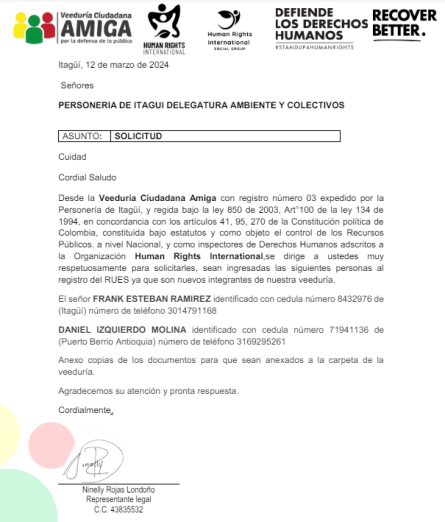 Veeduría Ciudadana
AMIGA
por la defensa de lo público
HUMAN RIGHTS
INTERNATIONAL
Human Rights
International
SOCIAL GROUP
DEFIENDE
LOS DERECHOS
HUMANOS
#STANDUP4HUMANRIGHTS
RECOVER
BETTER.
Itagüí, 12 de marzo de 2024
Señores
PERSONERIA DE ITAGUI DELEGATURA AMBIENTE Y COLECTIVOS
ASUNTO: SOLICITUD
Cuidad
Cordial Saludo
Desde la Veeduría Ciudadana Amiga con registro número 03 expedido por la
Personería de Itagüí, y regida bajo la ley 850 de 2003, Art°100 de la ley 134 de
1994, en concordancia con los artículos 41, 95, 270 de la Constitución política de
Colombia, constituida bajo estatutos y como objeto el control de los Recursos
Públicos. a nivel Nacional, y como inspectores de Derechos Humanos adscritos a
la Organización Human Rights International,se dirige a ustedes muy
respetuosamente para solicitarles, sean ingresadas las siguientes personas al
registro del RUES ya que son nuevos integrantes de nuestra veeduría.
El señor FRANK ESTEBAN RAMIREZ identificado con cedula número 8432976 de
(Itagüí) número de teléfono 3014791168
DANIEL IZQUIERDO MOLINA identificado con cedula número 71941136 de
(Puerto Berrio Antioquia) número de teléfono 3169295261
Anexo copias de los documentos para que sean anexados a la carpeta de la
veeduría.
Agradecemos su atención y pronta respuesta.
Cordialmente,
Ninelly Rojas Londoño
Representante legal
C.C. 43835532